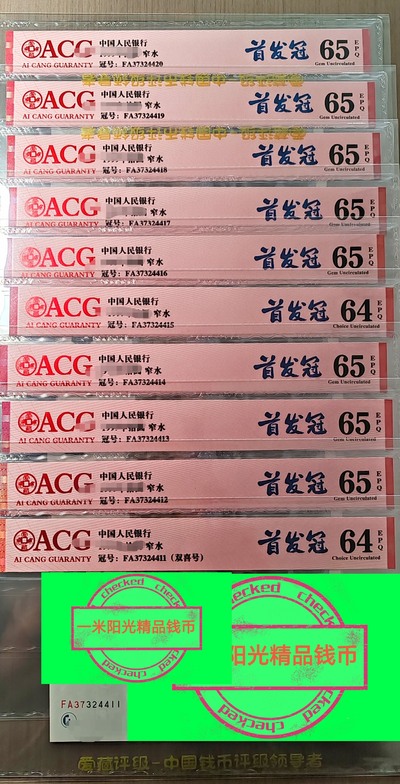 ACG
AI CANG GUARANTY
中国人民银行
窄水
冠号：FA37324420
首发冠
65
EPQ
Gem Uncirculated
ACG
AI CANG GUARANTY
中国人民银行
窄水
冠号：FA37324419
首发冠
65
EPQ
Gem Uncirculated
ACG
AI CANG GUARANTY
中国人民银行
窄水
冠号：FA37324418
首发冠
65
EPQ
Gem Uncirculated
ACG
AI CANG GUARANTY
中国人民银行
窄水
冠号：FA37324417
首发冠
65
EPQ
Gem Uncirculated
ACG
AI CANG GUARANTY
中国人民银行
窄水
冠号：FA37324416
首发冠
65
EPQ
Gem Uncirculated
ACG
AI CANG GUARANTY
中国人民银行
窄水
冠号：FA37324415
首发冠
64
EPQ
Choice Uncirculated
ACG
AI CANG GUARANTY
中国人民银行
窄水
冠号：FA37324414
首发冠
65
EPQ
Gem Uncirculated
ACG
AI CANG GUARANTY
中国人民银行
窄水
冠号：FA37324413
首发冠
65
EPQ
Gem Uncirculated
ACG
AI CANG GUARANTY
中国人民银行
窄水
冠号：FA37324412
首发冠
65
EPQ
Gem Uncirculated
ACG
AI CANG GUARANTY
中国人民银行
窄水
冠号：FA37324411（双喜号）
首发冠
64
EPQ
Choice Uncirculated
checked
一米阳光精品钱币
checked
checked
阳光精品钱币
checked
FA37324411
爱藏评级-中国钱币评级领导者